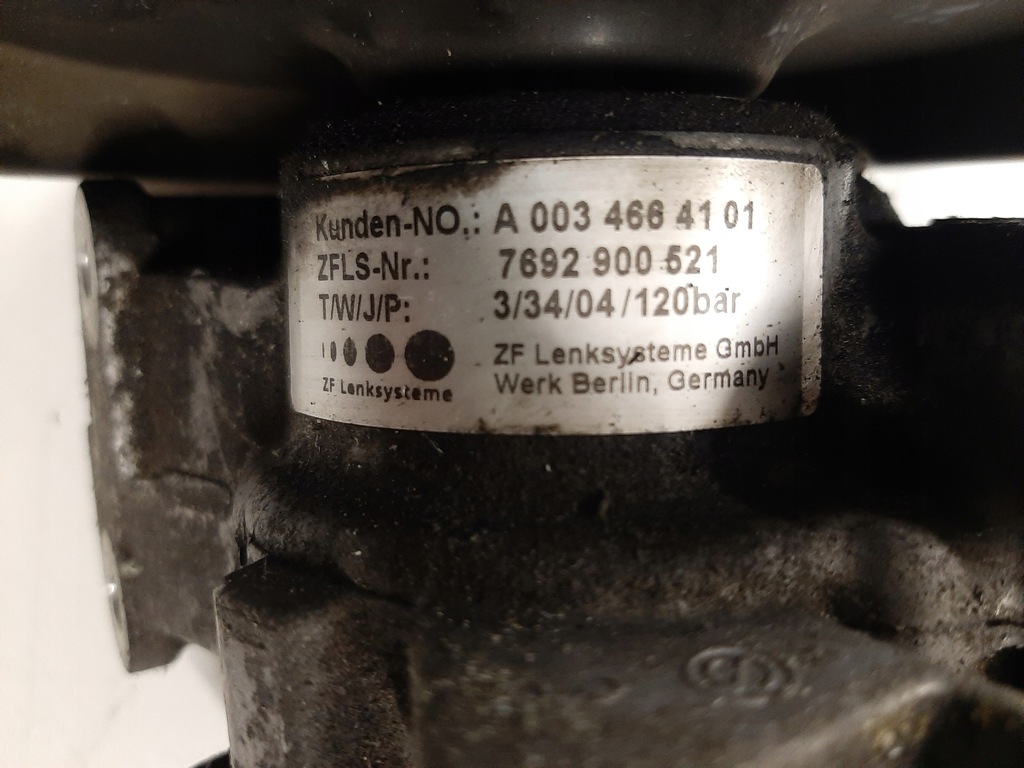 Kunden-NO.: A 003 466 41 01
ZFLS-Nr.: 7692 900 521
T/W/J/P: 3/34/04/120bar
ZF Lenksysteme GmbH
ZF Lenksysteme Werk Berlin, Germany